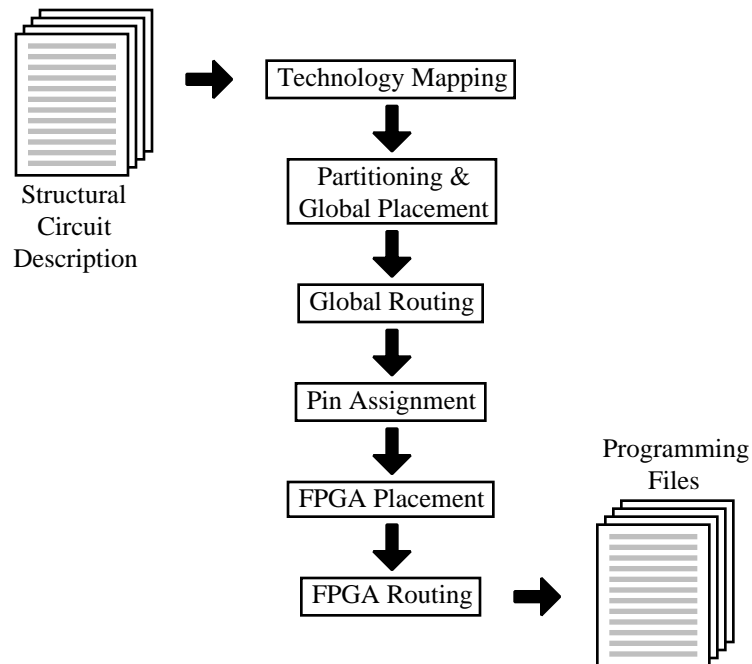 Structural
Circuit
Description
Technology Mapping
Partitioning &
Global Placement
Global Routing
Pin Assignment
FPGA Placement
FPGA Routing
Programming
Files